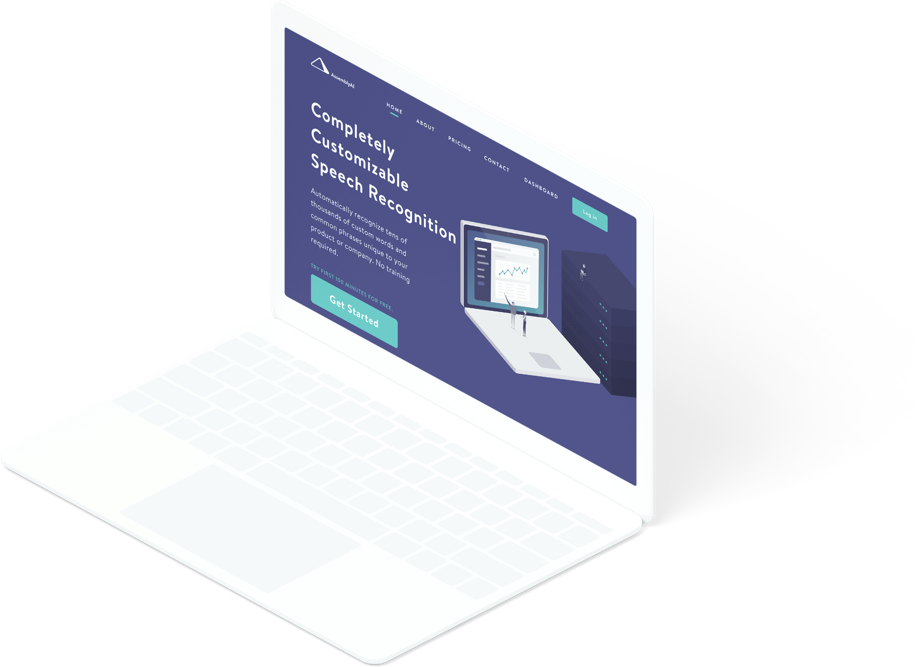 AssemblyAI
HOME
ABOUT
PRICING
CONTACT
DASHBOARD
Log in
Completely
Customizable
Speech Recognition
Automatically recognize tens of
thousands of custom words and
common phrases unique to your
product or company. No training
required.
TRY FIRST 100 MINUTES FOR FREE
Get Started